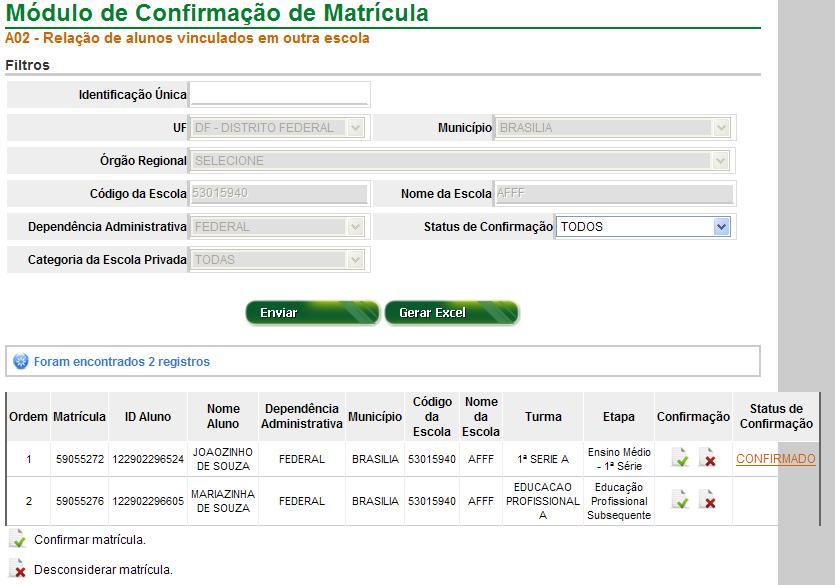 Módulo de Confirmação de Matrícula
A02 - Relação de alunos vinculados em outra escola
Filtros
Identificação Única
UF DF - DISTRITO FEDERAL Município BRASILIA
Órgão Regional SELECIONE
Código da Escola 53015940 Nome da Escola AFFF
Dependência Administrativa FEDERAL Status de Confirmação TODOS
Categoria da Escola Privada TODAS
Enviar Gerar Excel
Foram encontrados 2 registros
Ordem Matrícula ID Aluno Nome Aluno Dependência Administrativa Município Código da Escola Nome da Escola Turma Etapa Confirmação Status de Confirmação
1 59055272 122902296524 JOAOZINHO DE SOUZA FEDERAL BRASILIA 53015940 AFFF 1ª SERIE A Ensino Médio - 1ª Série CONFIRMADO
2 59055276 122902296605 MARIAZINHA DE SOUZA FEDERAL BRASILIA 53015940 AFFF EDUCACAO PROFISSIONAL A Educação Profissional Subsequente
Confirmar matrícula.
Desconsiderar matrícula.